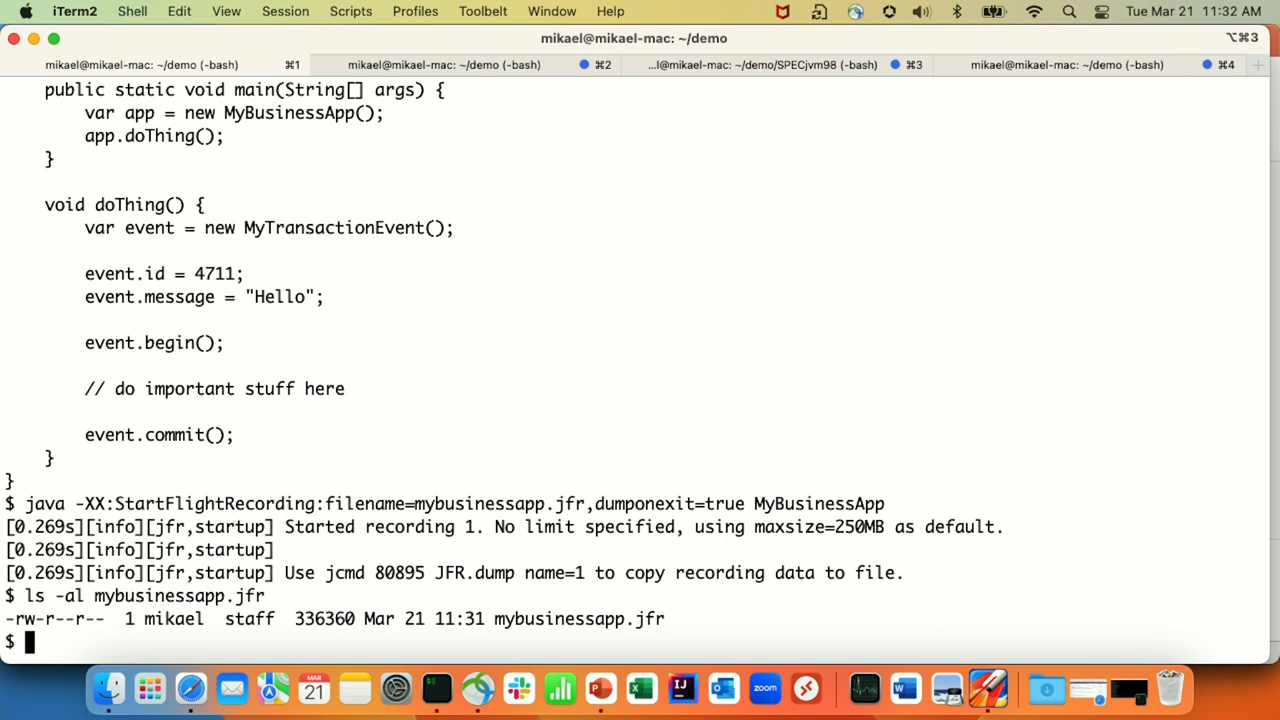 iTerm2 Shell Edit View Session Scripts Profiles Toolbelt Window Help Tue Mar 21 11:32 AM
mikael@mikael-mac: ~/demo ⌥⌘3
mikael@mikael-mac: ~/demo (-bash) ⌘1 mikael@mikael-mac: ~/demo (-bash) ⌘2 ...l@mikael-mac: ~/demo/SPECjvm98 (-bash) ⌘3 mikael@mikael-mac: ~/demo (-bash) ⌘4
public static void main(String[] args) {
var app = new MyBusinessApp();
app.doThing();
}
void doThing() {
var event = new MyTransactionEvent();
event.id = 4711;
event.message = "Hello";
event.begin();
// do important stuff here
event.commit();
}
}
$ java -XX:StartFlightRecording:filename=mybusinessapp.jfr,dumponexit=true MyBusinessApp
[0.269s][info][jfr,startup] Started recording 1. No limit specified, using maxsize=250MB as default.
[0.269s][info][jfr,startup]
[0.269s][info][jfr,startup] Use jcmd 80895 JFR.dump name=1 to copy recording data to file.
$ ls -al mybusinessapp.jfr
-rw-r--r-- 1 mikael staff 336360 Mar 21 11:31 mybusinessapp.jfr
$
MAR
21
zoom